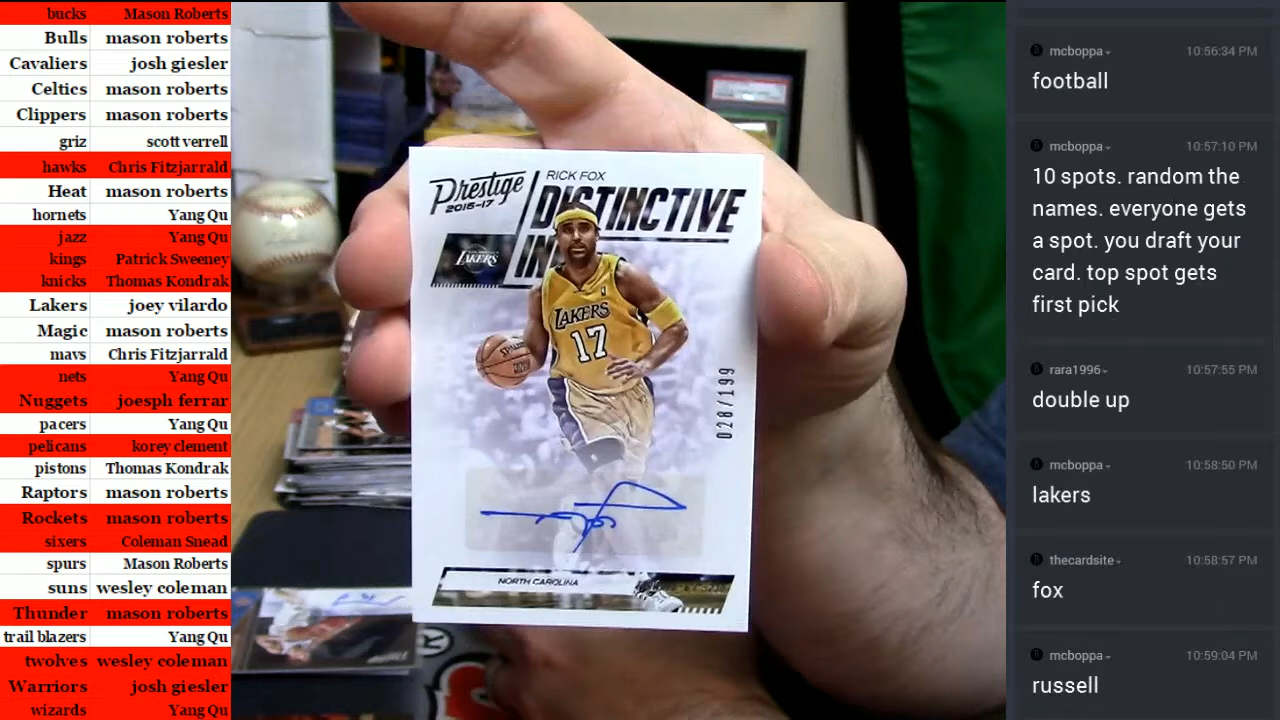 bucks Mason Roberts
Bulls mason roberts
Cavaliers josh giesler
Celtics mason roberts
Clippers mason roberts
griz scott verrell
hawks Chris Fitzjarrald
Heat mason roberts
hornets Yang Qu
jazz Yang Qu
kings Patrick Sweeney
knicks Thomas Kondrak
Lakers joey vilardo
Magic mason roberts
mavs Chris Fitzjarrald
nets Yang Qu
Nuggets joesph ferrar
pacers Yang Qu
pelicans korey clement
pistons Thomas Kondrak
Raptors mason roberts
Rockets mason roberts
sixers Coleman Snead
spurs Mason Roberts
suns wesley coleman
Thunder mason roberts
trail blazers Yang Qu
twolves wesley coleman
Warriors josh giesler
wizards Yang Qu
Prestige
2016-17
RICK FOX
DISTINCTIVE
LAKERS
LAKERS
17
028/199
NORTH CAROLINA
mcboppa 10:56:34 PM
football
mcboppa 10:57:10 PM
10 spots. random the
names. everyone gets
a spot. you draft your
card. top spot gets
first pick
rara1996 10:57:55 PM
double up
mcboppa 10:58:50 PM
lakers
thecardsite 10:58:57 PM
fox
mcboppa 10:59:04 PM
russell